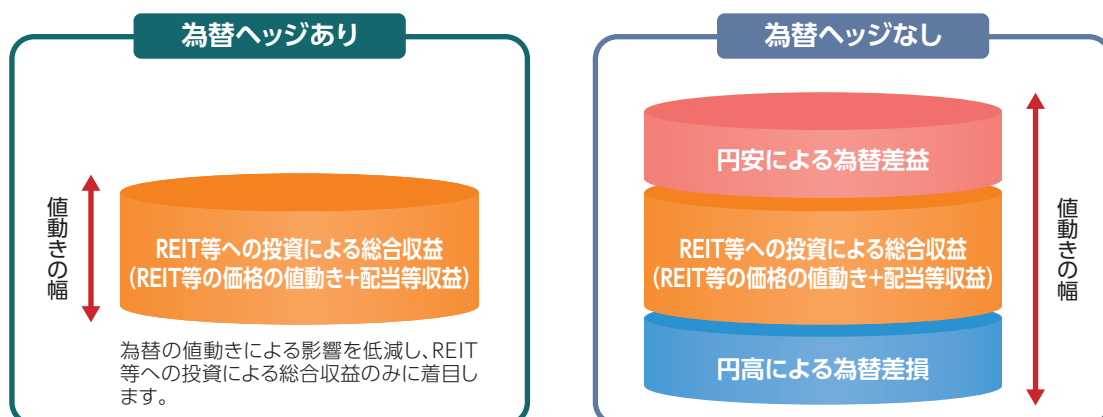 為替ヘッジあり
値動きの幅
REIT等への投資による総合収益
(REIT等の価格の値動き+配当等収益)
為替の値動きによる影響を低減し、REIT
等への投資による総合収益のみに着目し
ます。
為替ヘッジなし
円安による為替差益
REIT等への投資による総合収益
(REIT等の価格の値動き+配当等収益)
円高による為替差損
値動きの幅